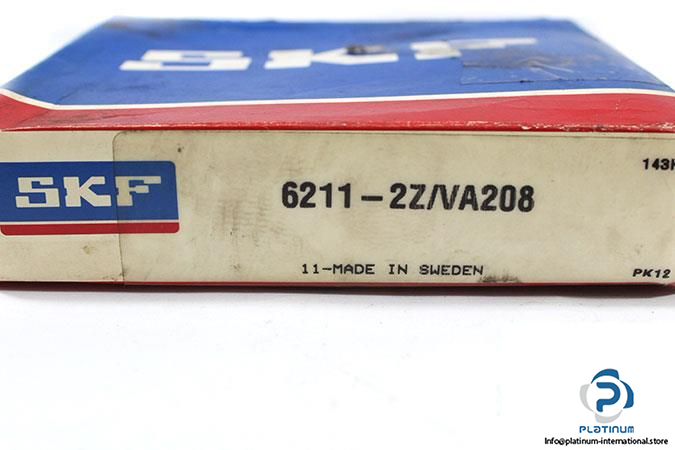 SKF
143
SKF
6211-2Z/VA208
11-MADE IN SWEDEN
PK12
P
PLATINUM
Info@platinum-international.store